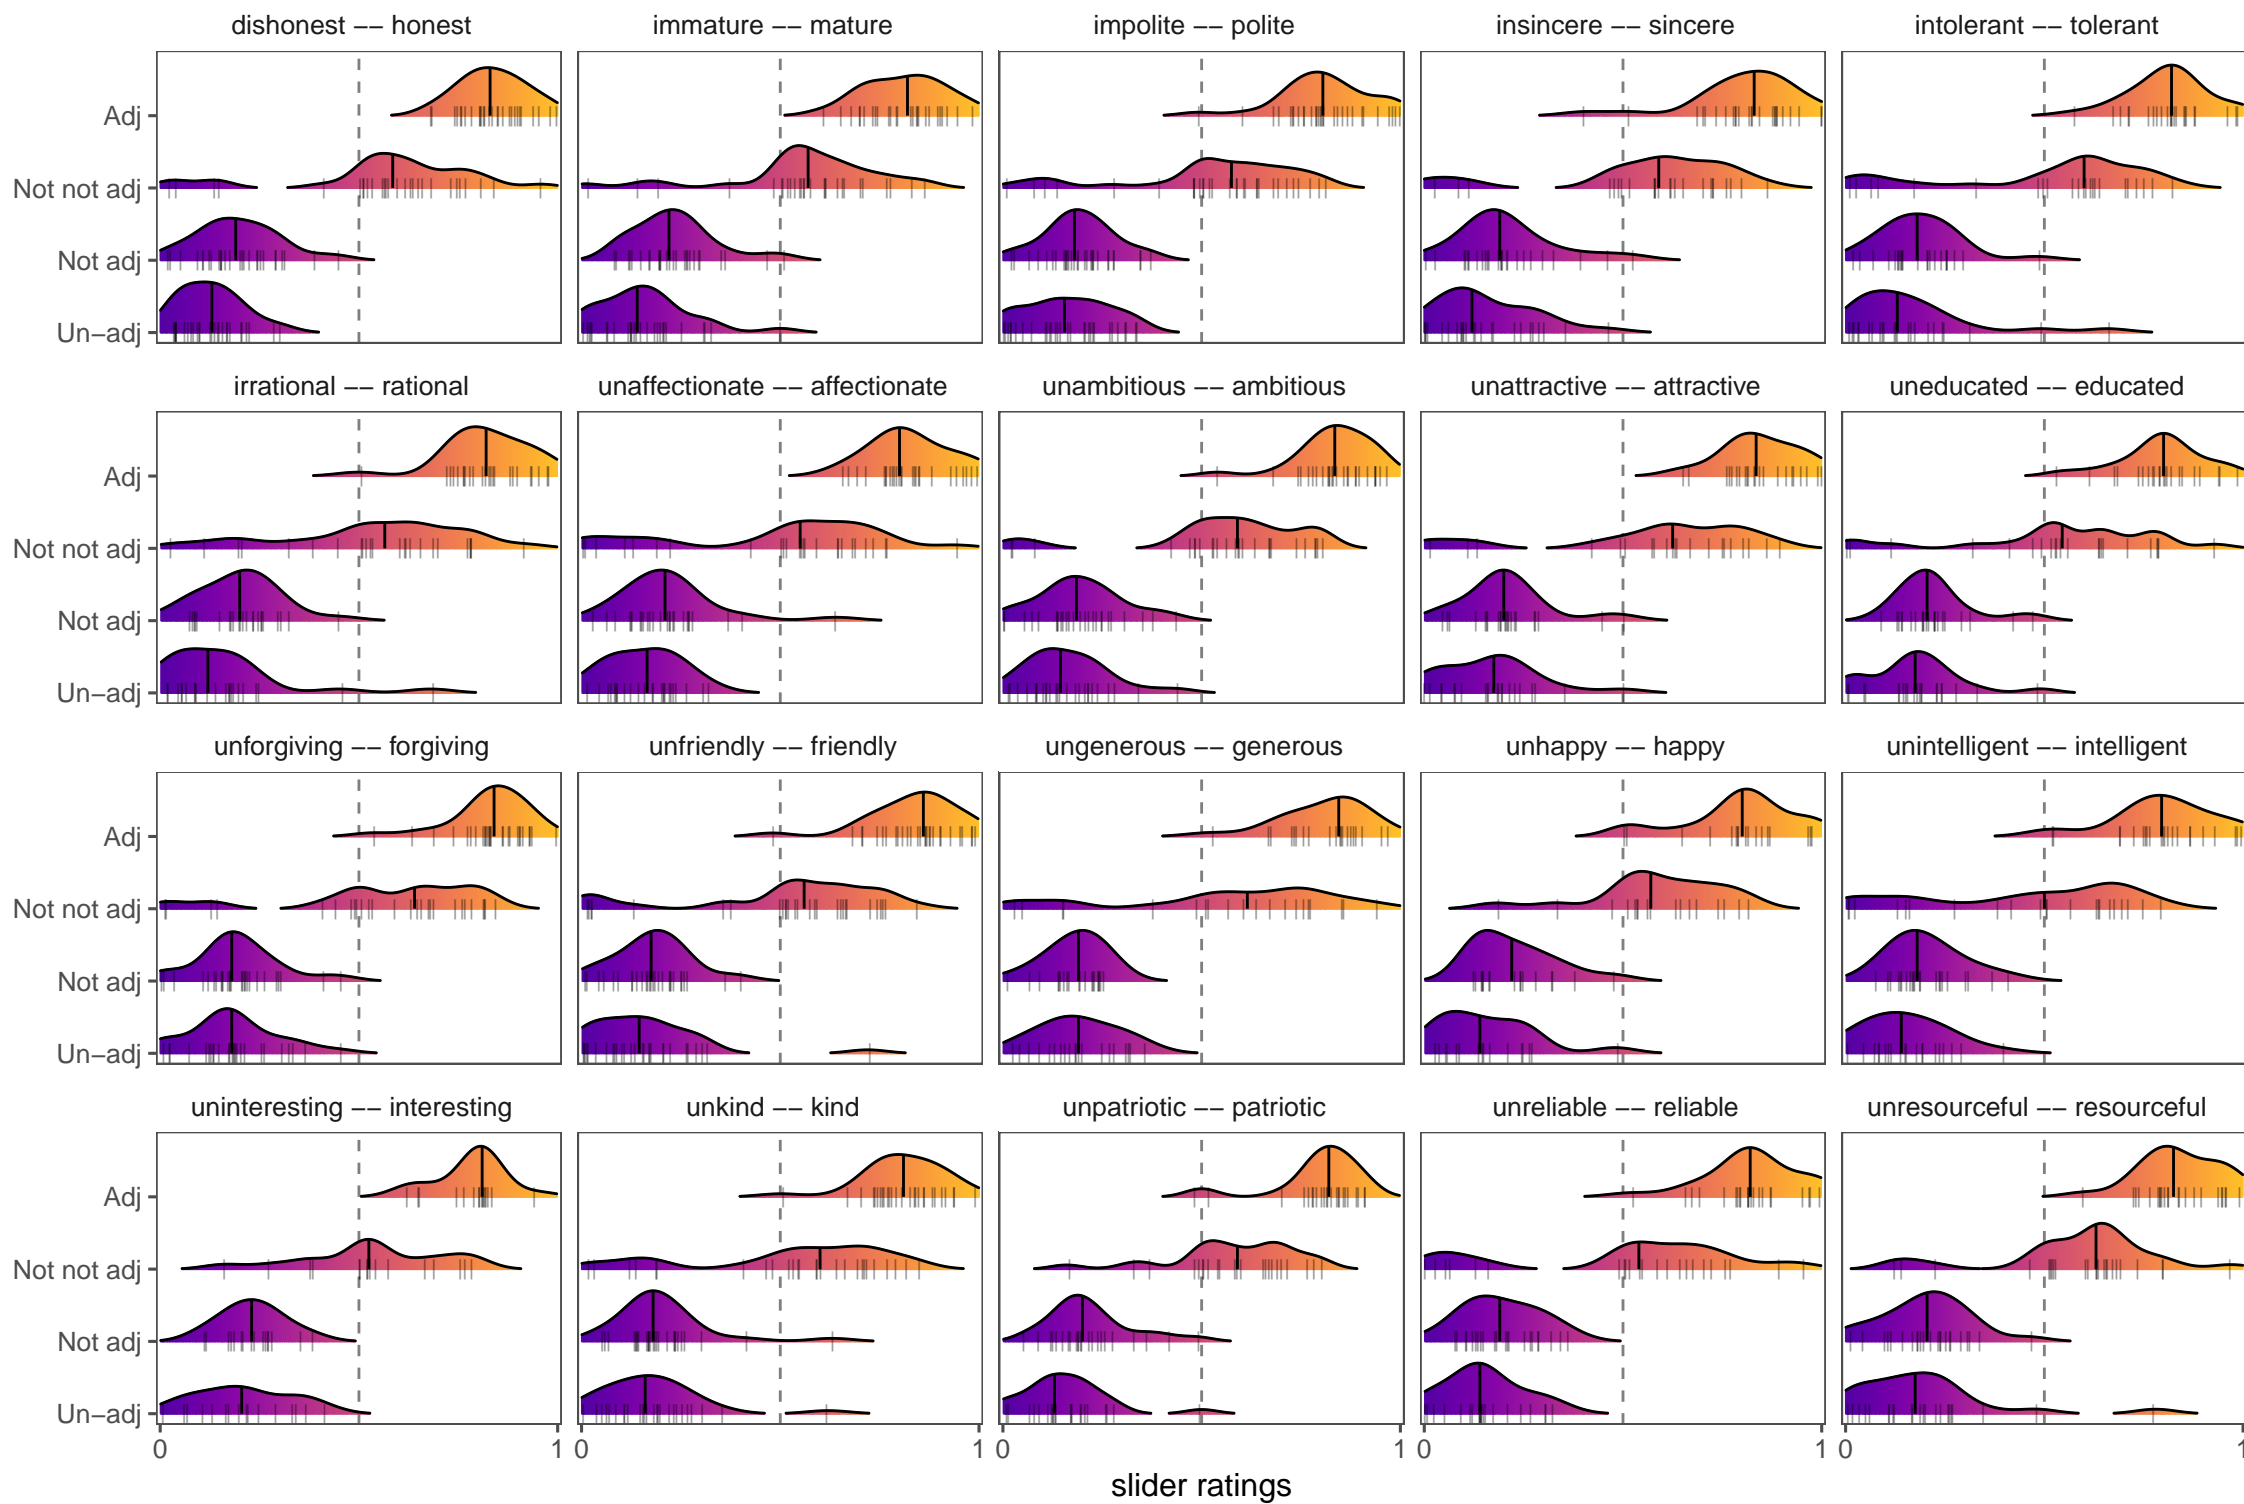 dishonest −− honest
immature −− mature
impolite −− polite
insincere −− sincere
intolerant −− tolerant
Adj
Not not adj
Not adj
Un−adj
irrational −− rational
unaffectionate −− affectionate
unambitious −− ambitious
unattractive −− attractive
uneducated −− educated
Adj
Not not adj
Not adj
Un−adj
unforgiving −− forgiving
unfriendly −− friendly
ungenerous −− generous
unhappy −− happy
unintelligent −− intelligent
Adj
Not not adj
Not adj
Un−adj
uninteresting −− interesting
unkind −− kind
unpatriotic −− patriotic
unreliable −− reliable
unresourceful −− resourceful
Adj
Not not adj
Not adj
Un−adj
0 1 0 1 0 1 0 1 0 1
slider ratings